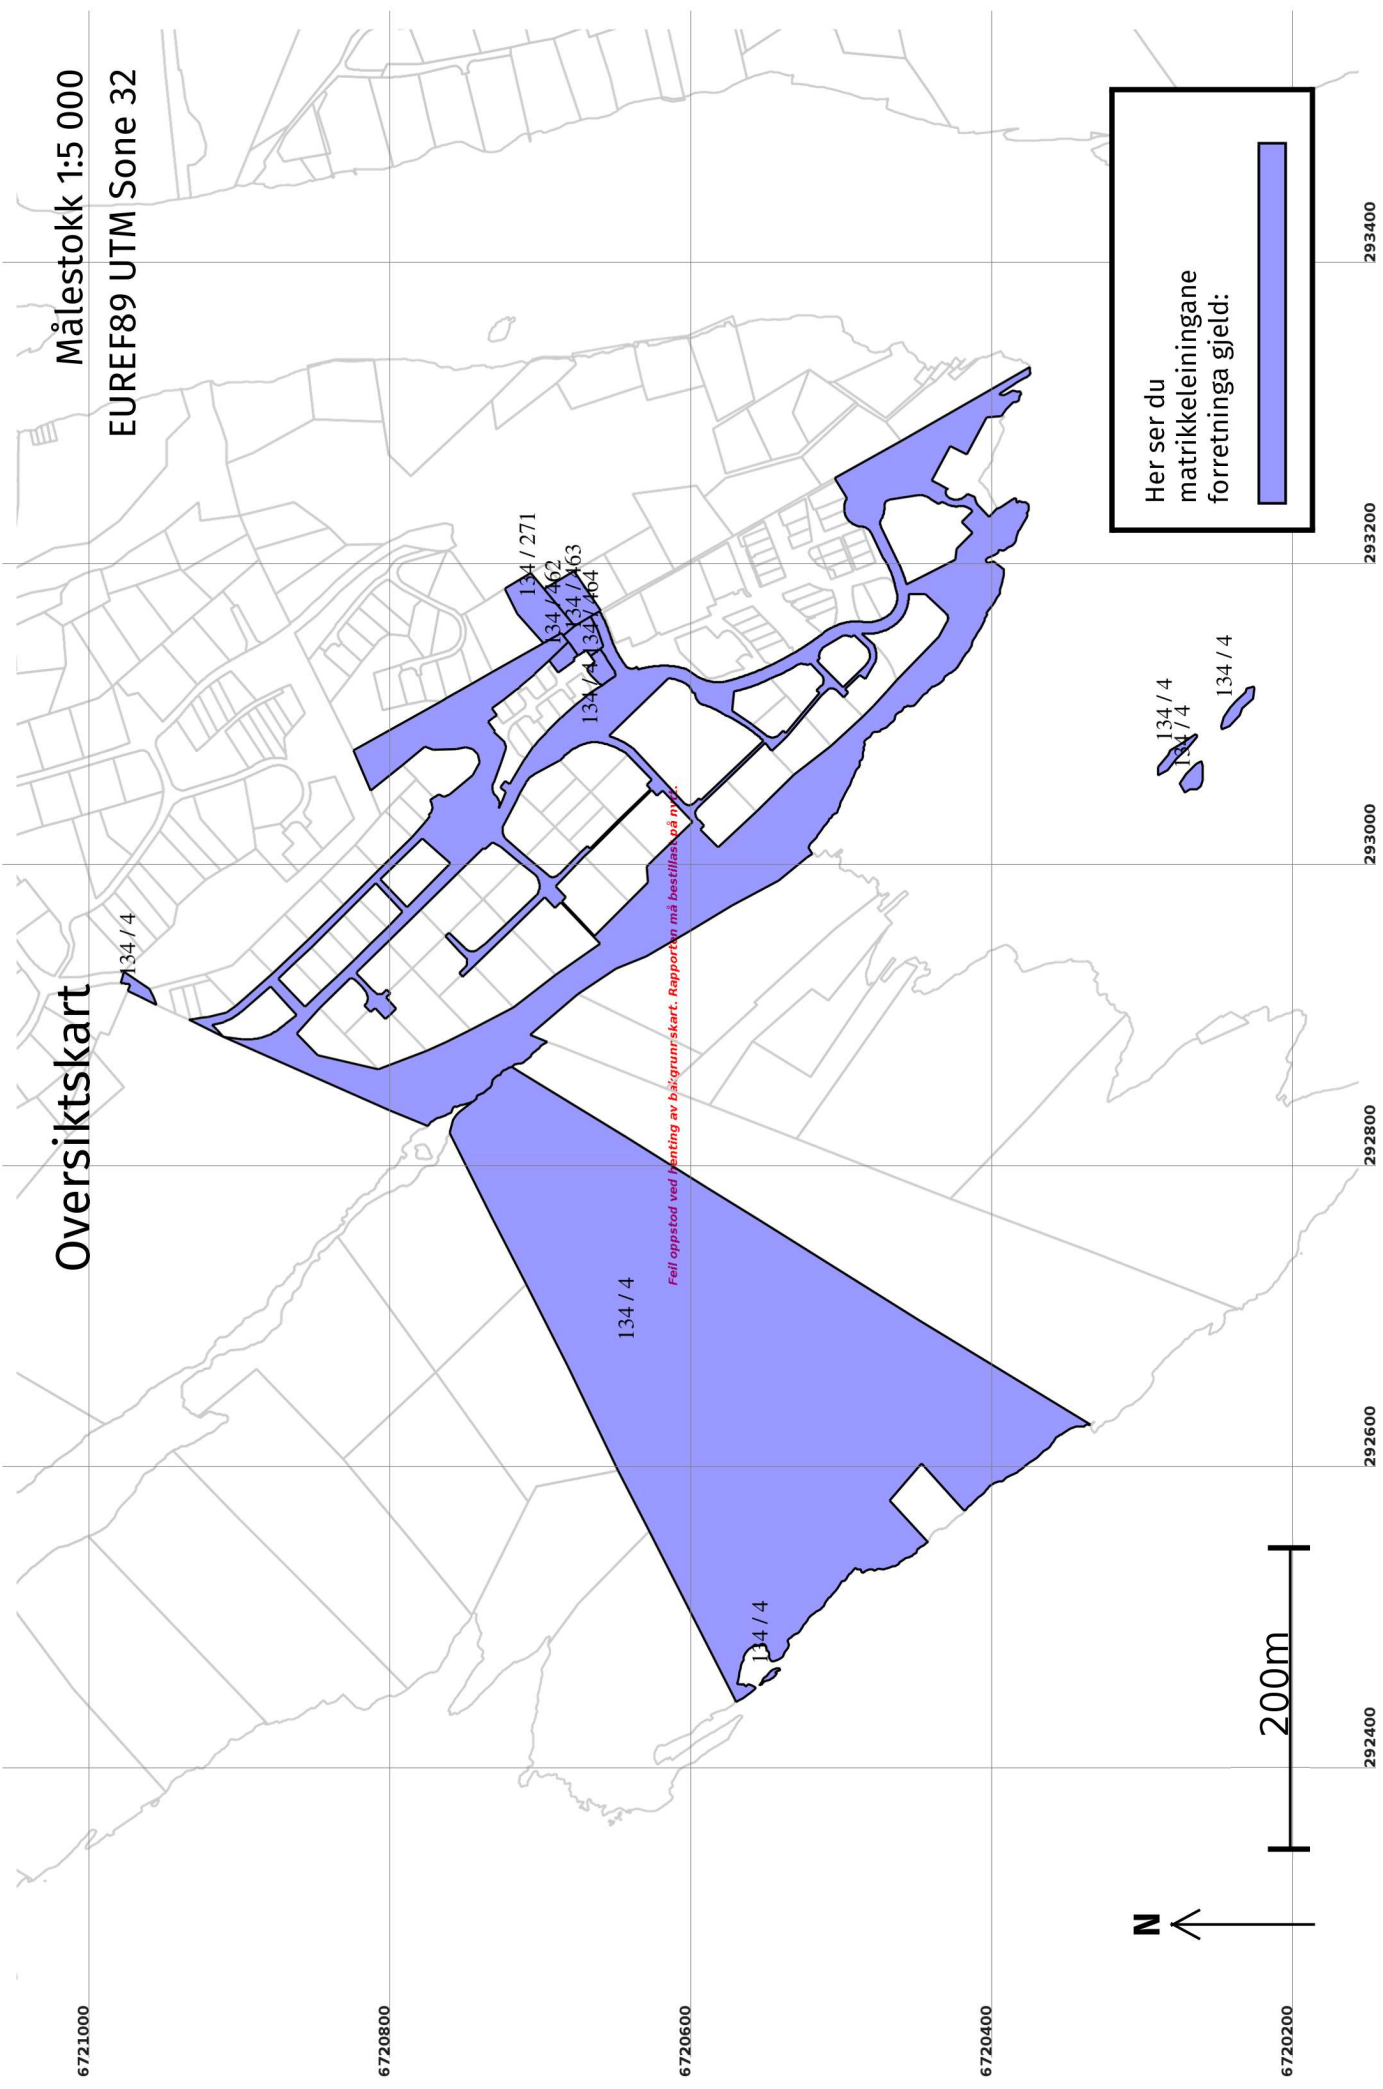 Oversiktskart
Målestokk 1:5 000
EUREF89 UTM Sone 32
134 / 4
134 / 271
134 / 462
134 / 463
134 / 464
134 / 4
134 / 4
134 / 4
134 / 4
134 / 4
134 / 4
Feil oppstod ved henting av bakgrunnskart. Rapporten må bestillast på nytt.
Her ser du
matrikkeleiningane
forretninga gjeld:
N
200m
6721000
6720800
6720600
6720400
6720200
292400
292600
292800
293000
293200
293400